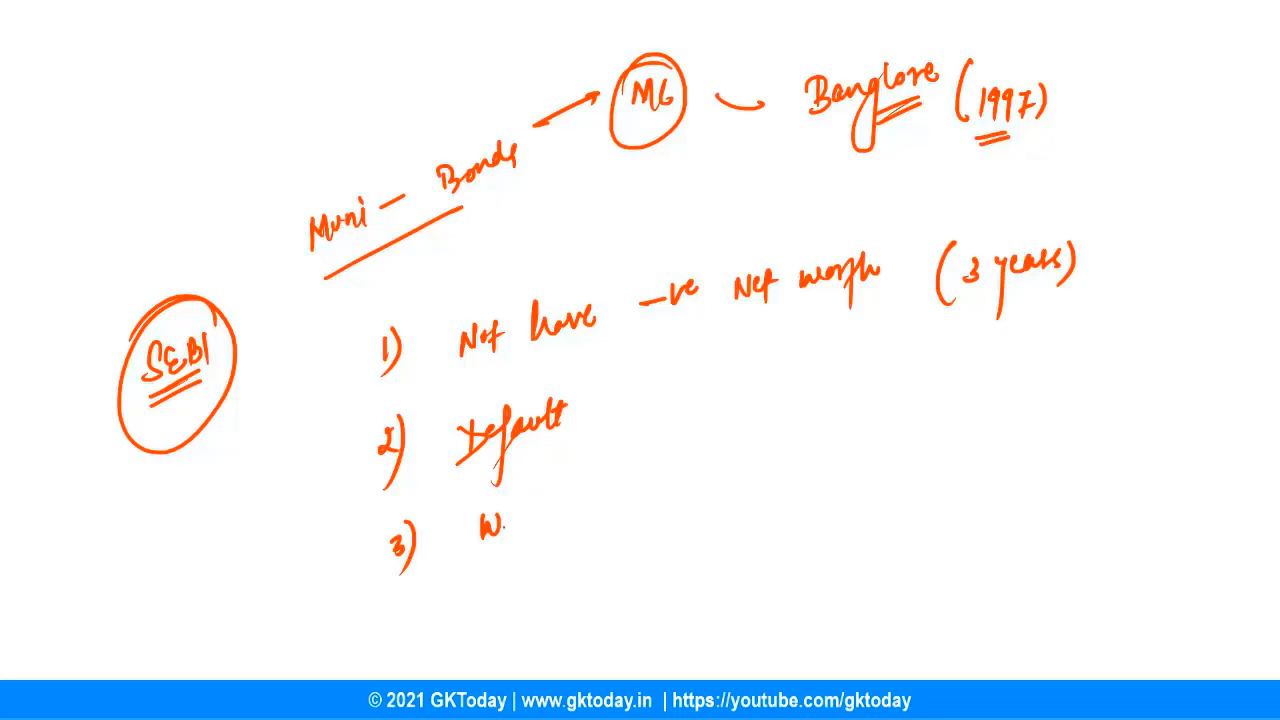 Muni - Bonds → MC - Banglore (1997)
SEBI
1) Not have -ve Net worth (3 years)
2) Default
3) W
© 2021 GKToday | www.gktoday.in | https://youtube.com/gktoday